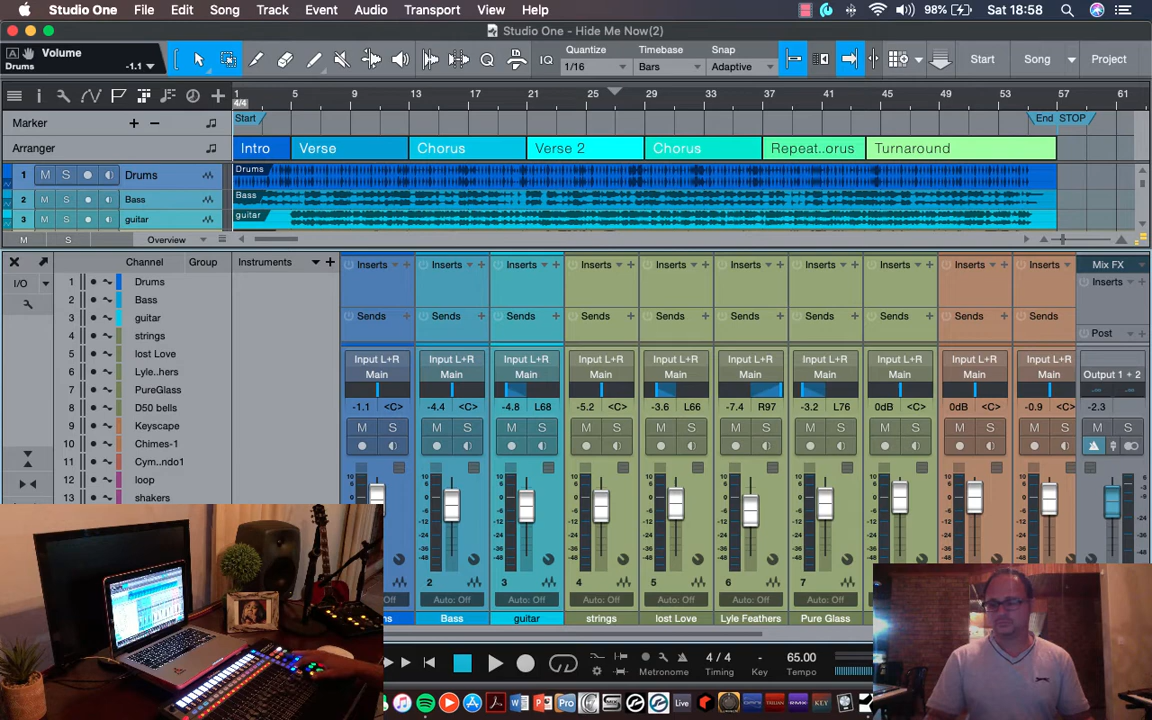 Studio One File Edit Song Track Event Audio Transport View Help 98% Sat 18:58
Studio One - Hide Me Now(2)
A Volume Drums -1.1 IQ Quantize 1/16 Timebase Bars Snap Adaptive Start Song Project
1 5 9 13 17 21 25 29 33 37 41 45 49 53 57 61
4/4
Marker + − Start End STOP
Arranger Intro Verse Chorus Verse 2 Chorus Repeat..orus Turnaround
1 M S Drums Drums
2 M S Bass Bass
3 M S guitar guitar
M S Overview
Channel Group Instruments Inserts Inserts Inserts Inserts Inserts Inserts Inserts Inserts Inserts Inserts Mix FX
I/O 1 Drums Inserts
2 Bass
3 guitar Sends Sends Sends Sends Sends Sends Sends Sends Sends Sends
4 strings Post
5 lost Love Input L+R Input L+R Input L+R Input L+R Input L+R Input L+R Input L+R Input L+R Input L+R Input L+R
6 Lyle..hers Main Main Main Main Main Main Main Main Main Main Output 1 + 2
7 PureGlass
8 D50 bells -1.1 <C> -4.4 <C> -4.8 L68 -5.2 <C> -3.6 L66 -7.4 R97 -3.2 L76 0dB <C> 0dB <C> -0.9 <C> -2.3
9 Keyscape M S M S M S M S M S M S M S M S M S M S M S
10 Chimes-1
11 Cym..ndo1
12 loop
13 shakers
2 3 4 5 6 7
Auto: Off Auto: Off Auto: Off Auto: Off Auto: Off Auto: Off
Bass guitar strings lost Love Lyle Feathers Pure Glass
Metronome 4 / 4 Timing - Key 65.00 Tempo